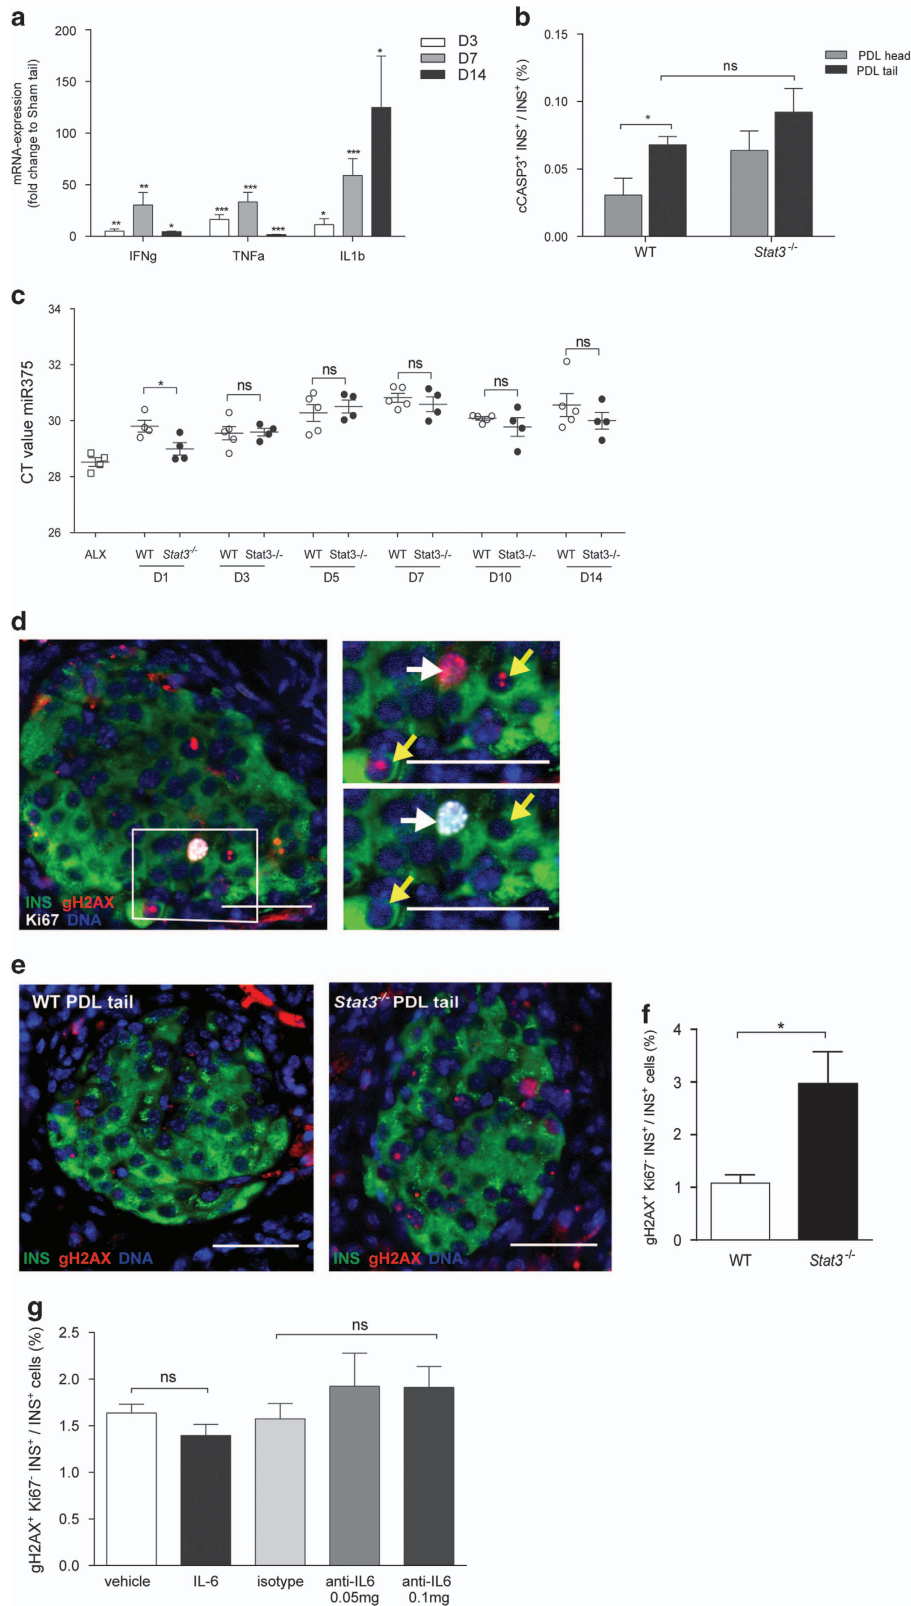 a
mRNA-expression
(fold change to Sham tail)
200
150
100
50
0
** ** *
*** *** ***
* *** *
IFNg TNFa IL1b
D3
D7
D14
b
cCASP3+ INS+ / INS+ (%)
0.15
0.10
0.05
0.00
*
ns
WT Stat3-/-
PDL head
PDL tail
c
CT value miR375
34
32
30
28
26
* ns ns ns ns ns
ALX WT Stat3-/- WT Stat3-/- WT Stat3-/- WT Stat3-/- WT Stat3-/- WT Stat3-/-
D1 D3 D5 D7 D10 D14
d
INS gH2AX
Ki67 DNA
e
WT PDL tail
INS gH2AX DNA
Stat3-/- PDL tail
INS gH2AX DNA
f
gH2AX+ Ki67- INS+ / INS+ cells (%)
4
3
2
1
0
*
WT Stat3-/-
g
gH2AX+ Ki67- INS+ / INS+ cells (%)
2.5
2.0
1.5
1.0
0.5
0.0
ns
ns
vehicle IL-6 isotype anti-IL6 anti-IL6
0.05mg 0.1mg